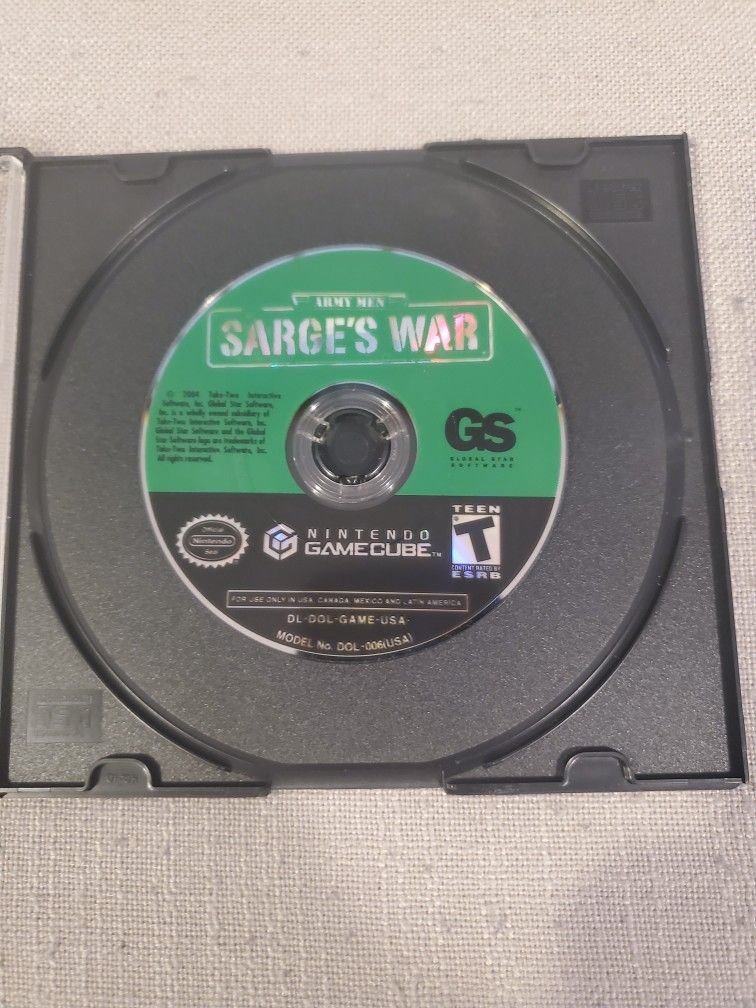 ARMY MEN
SARGE'S WAR
© 2004 Take-Two Interactive
Software, Inc. Global Star Software,
Inc. is a wholly owned subsidiary of
Take-Two Interactive Software, Inc.
Global Star Software and the Global
Star Software logo are trademarks of
Take-Two Interactive Software, Inc.
All rights reserved.
GS™
GLOBAL STAR
SOFTWARE
Official
Nintendo
Seal
NINTENDO
GAMECUBE™
TEEN
T
CONTENT RATED BY
ESRB
FOR USE ONLY IN USA, CANADA, MEXICO AND LATIN AMERICA
DL-DOL-GAME-USA-
MODEL No. DOL-006(USA)